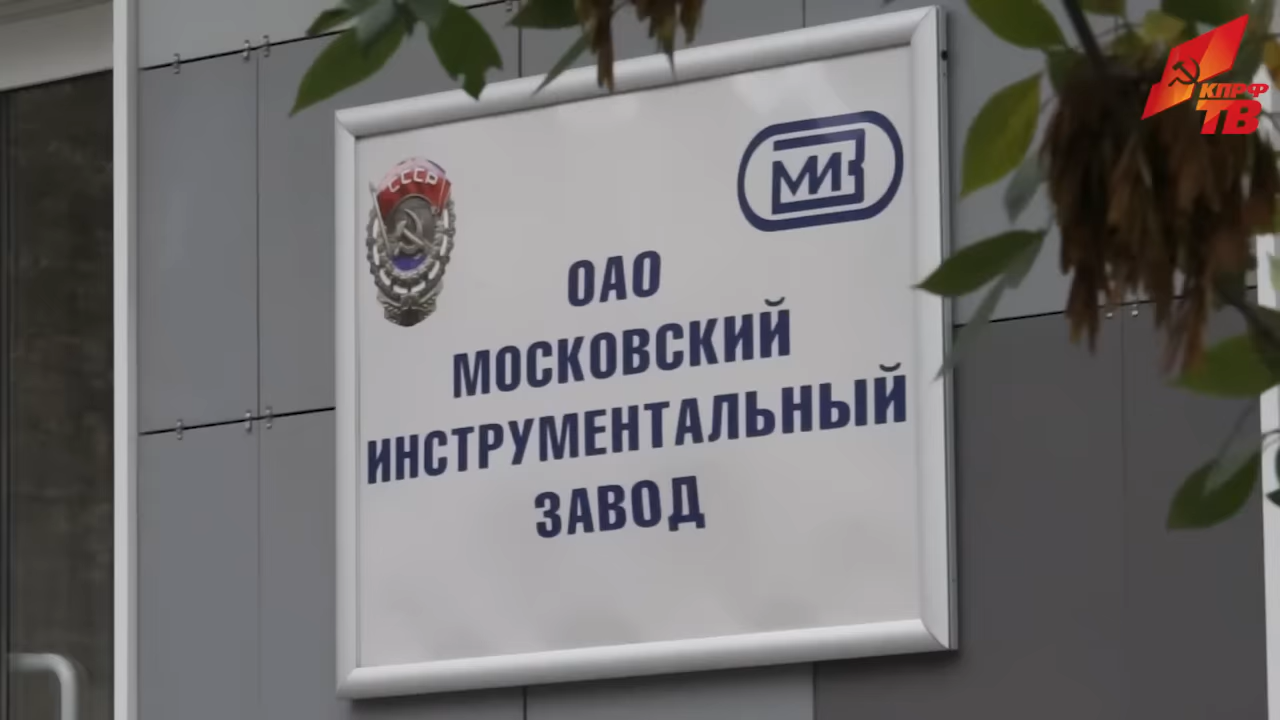 КПРФ
ТВ
СССР
МИЗ
ОАО
МОСКОВСКИЙ
ИНСТРУМЕНТАЛЬНЫЙ
ЗАВОД